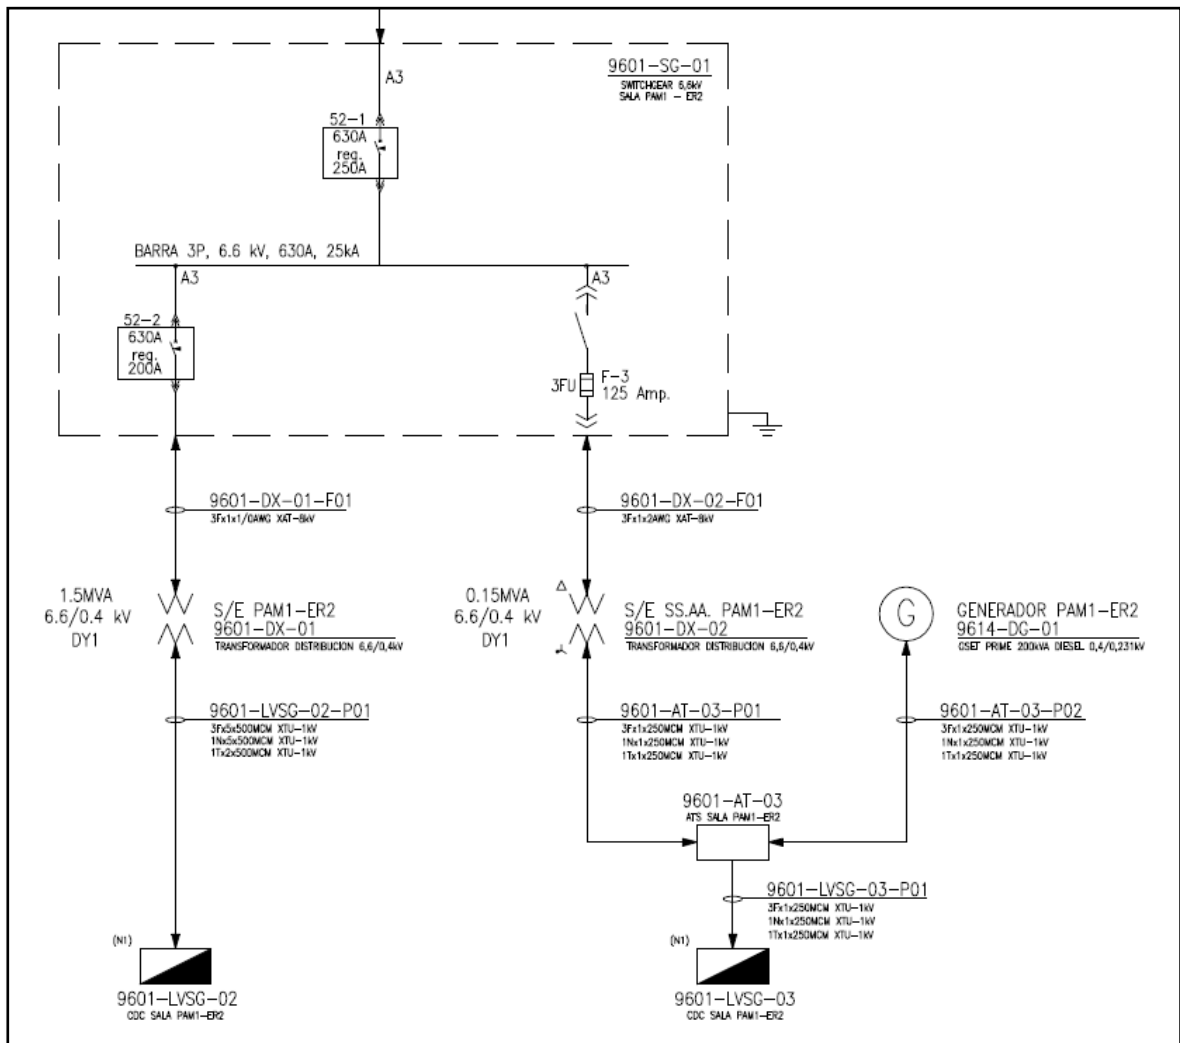 9601-SG-01
SWITCHGEAR 6,6kV
SALA PAM1 - ER2
A3
52-1
630A
reg.
250A
BARRA 3P, 6.6 kV, 630A, 25kA
A3
A3
52-2
630A
reg.
200A
3FU
F-3
125 Amp.
9601-DX-01-F01
3Fx1x1/0AWG XAT-8kV
9601-DX-02-F01
3Fx1x2AWG XAT-8kV
1.5MVA
6.6/0.4 kV
DY1
S/E PAM1-ER2
9601-DX-01
TRANSFORMADOR DISTRIBUCION 6,6/0,4kV
0.15MVA
6.6/0.4 kV
DY1
S/E SS.AA. PAM1-ER2
9601-DX-02
TRANSFORMADOR DISTRIBUCION 6,6/0,4kV
G
GENERADOR PAM1-ER2
9614-DG-01
GSET PRIME 200kVA DIESEL 0,4/0,231kV
9601-LVSG-02-P01
3Fx5x500MCM XTU-1kV
1Nx5x500MCM XTU-1kV
1Tx2x500MCM XTU-1kV
9601-AT-03-P01
3Fx1x250MCM XTU-1kV
1Nx1x250MCM XTU-1kV
1Tx1x250MCM XTU-1kV
9601-AT-03-P02
3Fx1x250MCM XTU-1kV
1Nx1x250MCM XTU-1kV
1Tx1x250MCM XTU-1kV
9601-AT-03
ATS SALA PAM1-ER2
9601-LVSG-03-P01
3Fx1x250MCM XTU-1kV
1Nx1x250MCM XTU-1kV
1Tx1x250MCM XTU-1kV
(N1)
9601-LVSG-02
CDC SALA PAM1-ER2
(N1)
9601-LVSG-03
CDC SALA PAM1-ER2